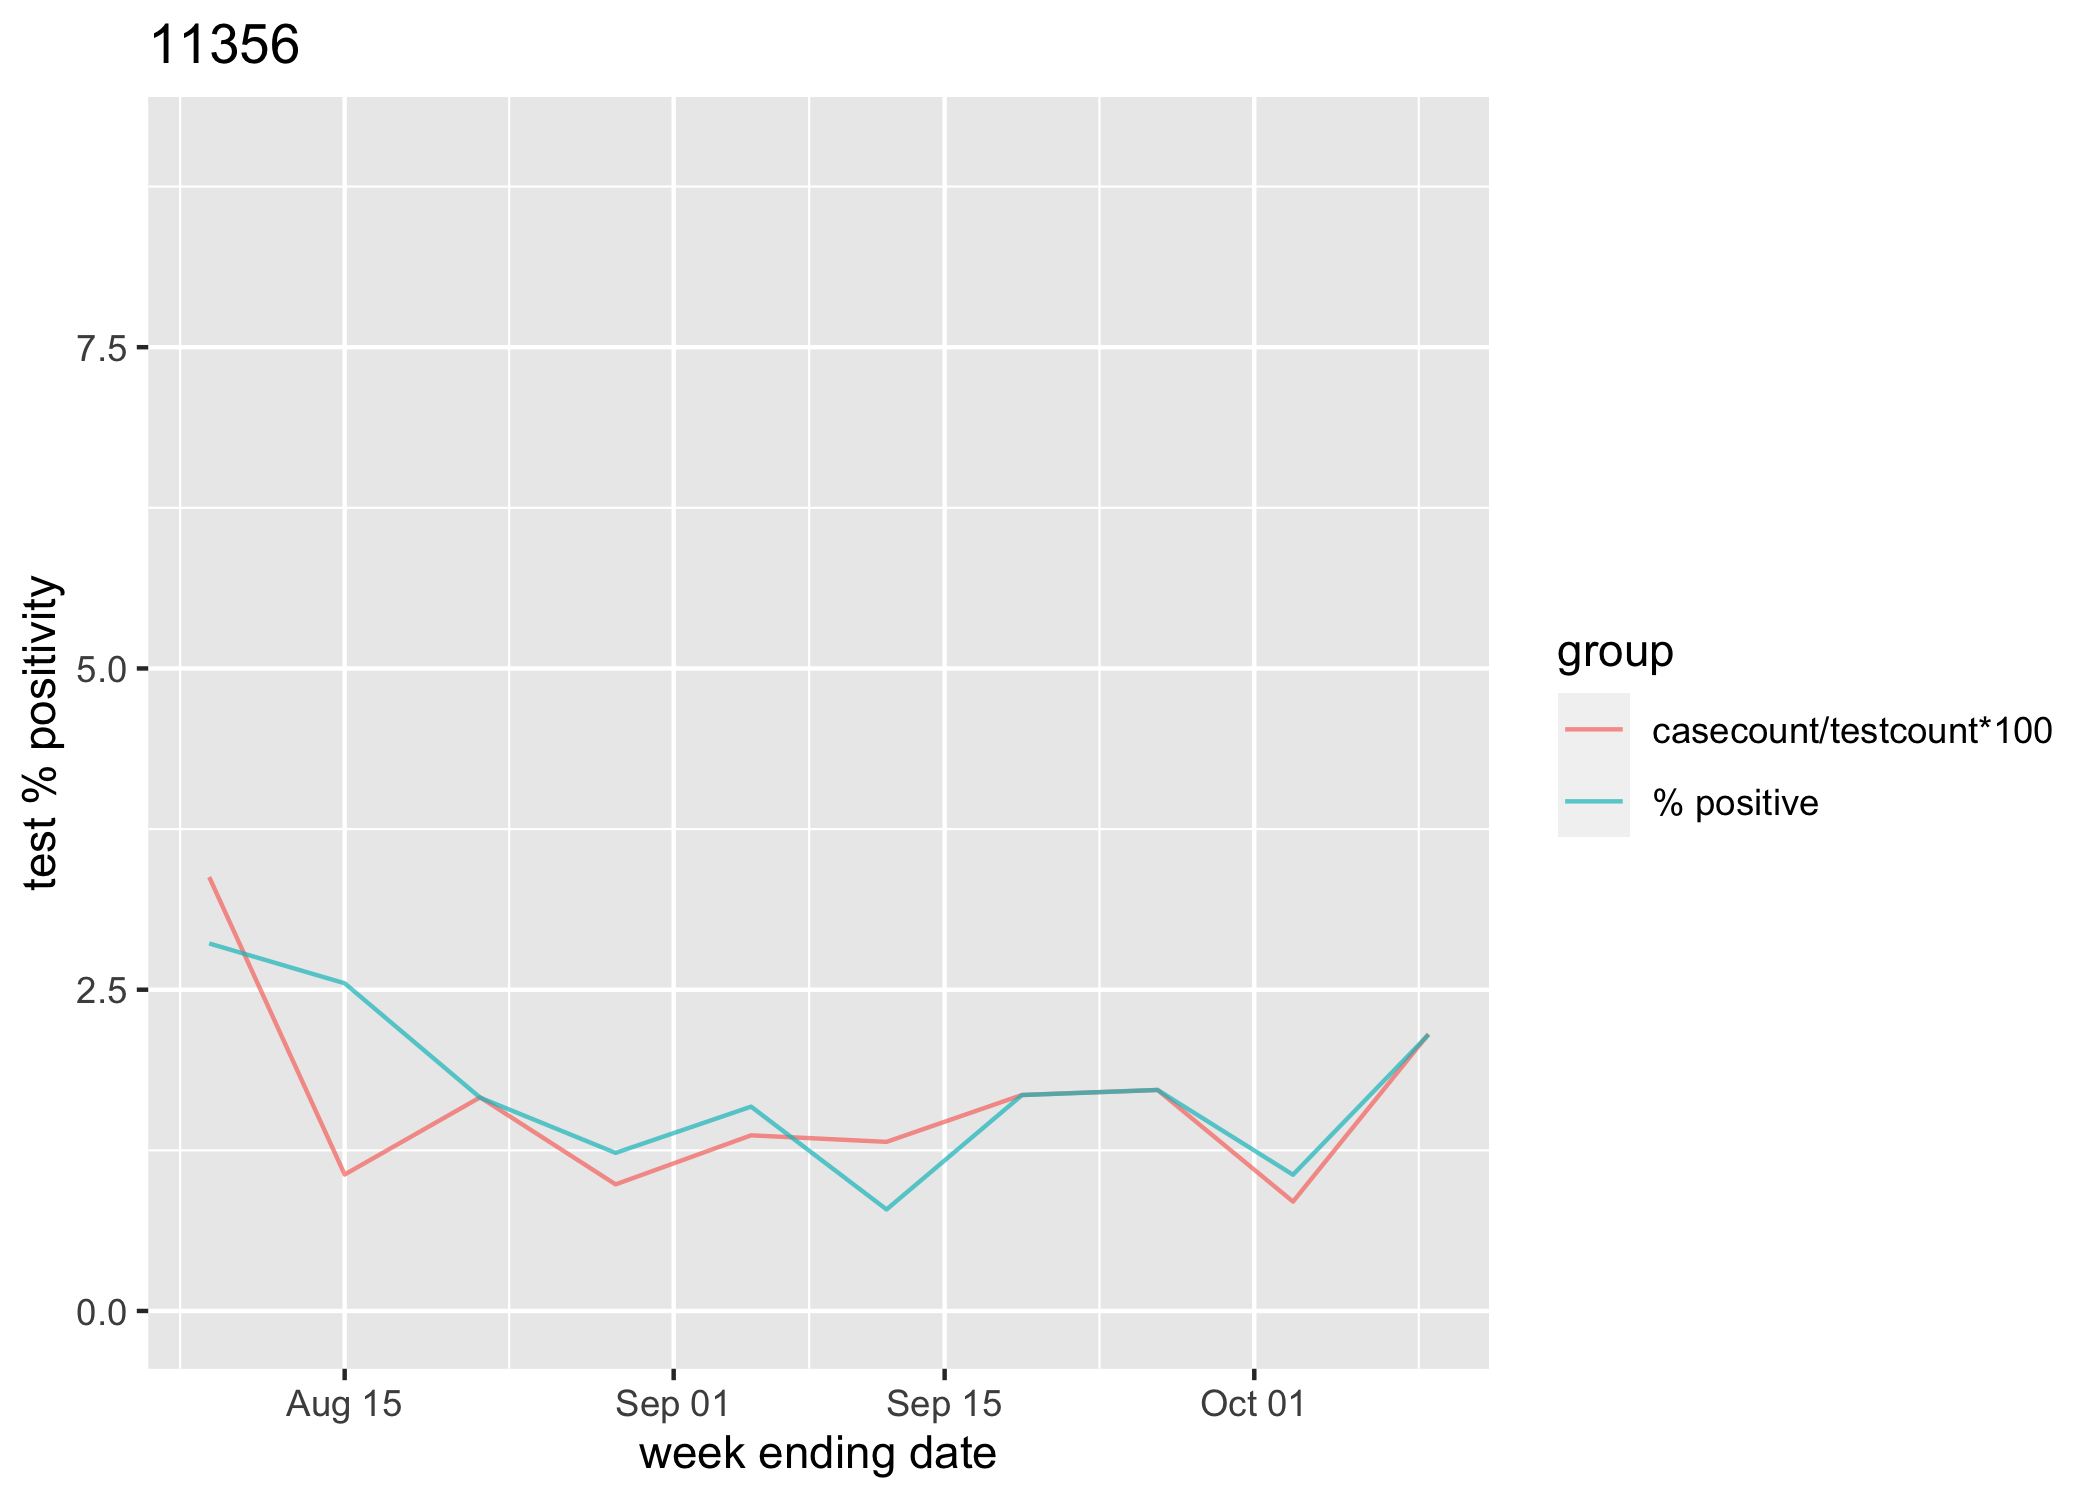 11356
test % positivity
7.5
5.0
2.5
0.0
Aug 15
Sep 01
Sep 15
Oct 01
week ending date
group
casecount/testcount*100
% positive